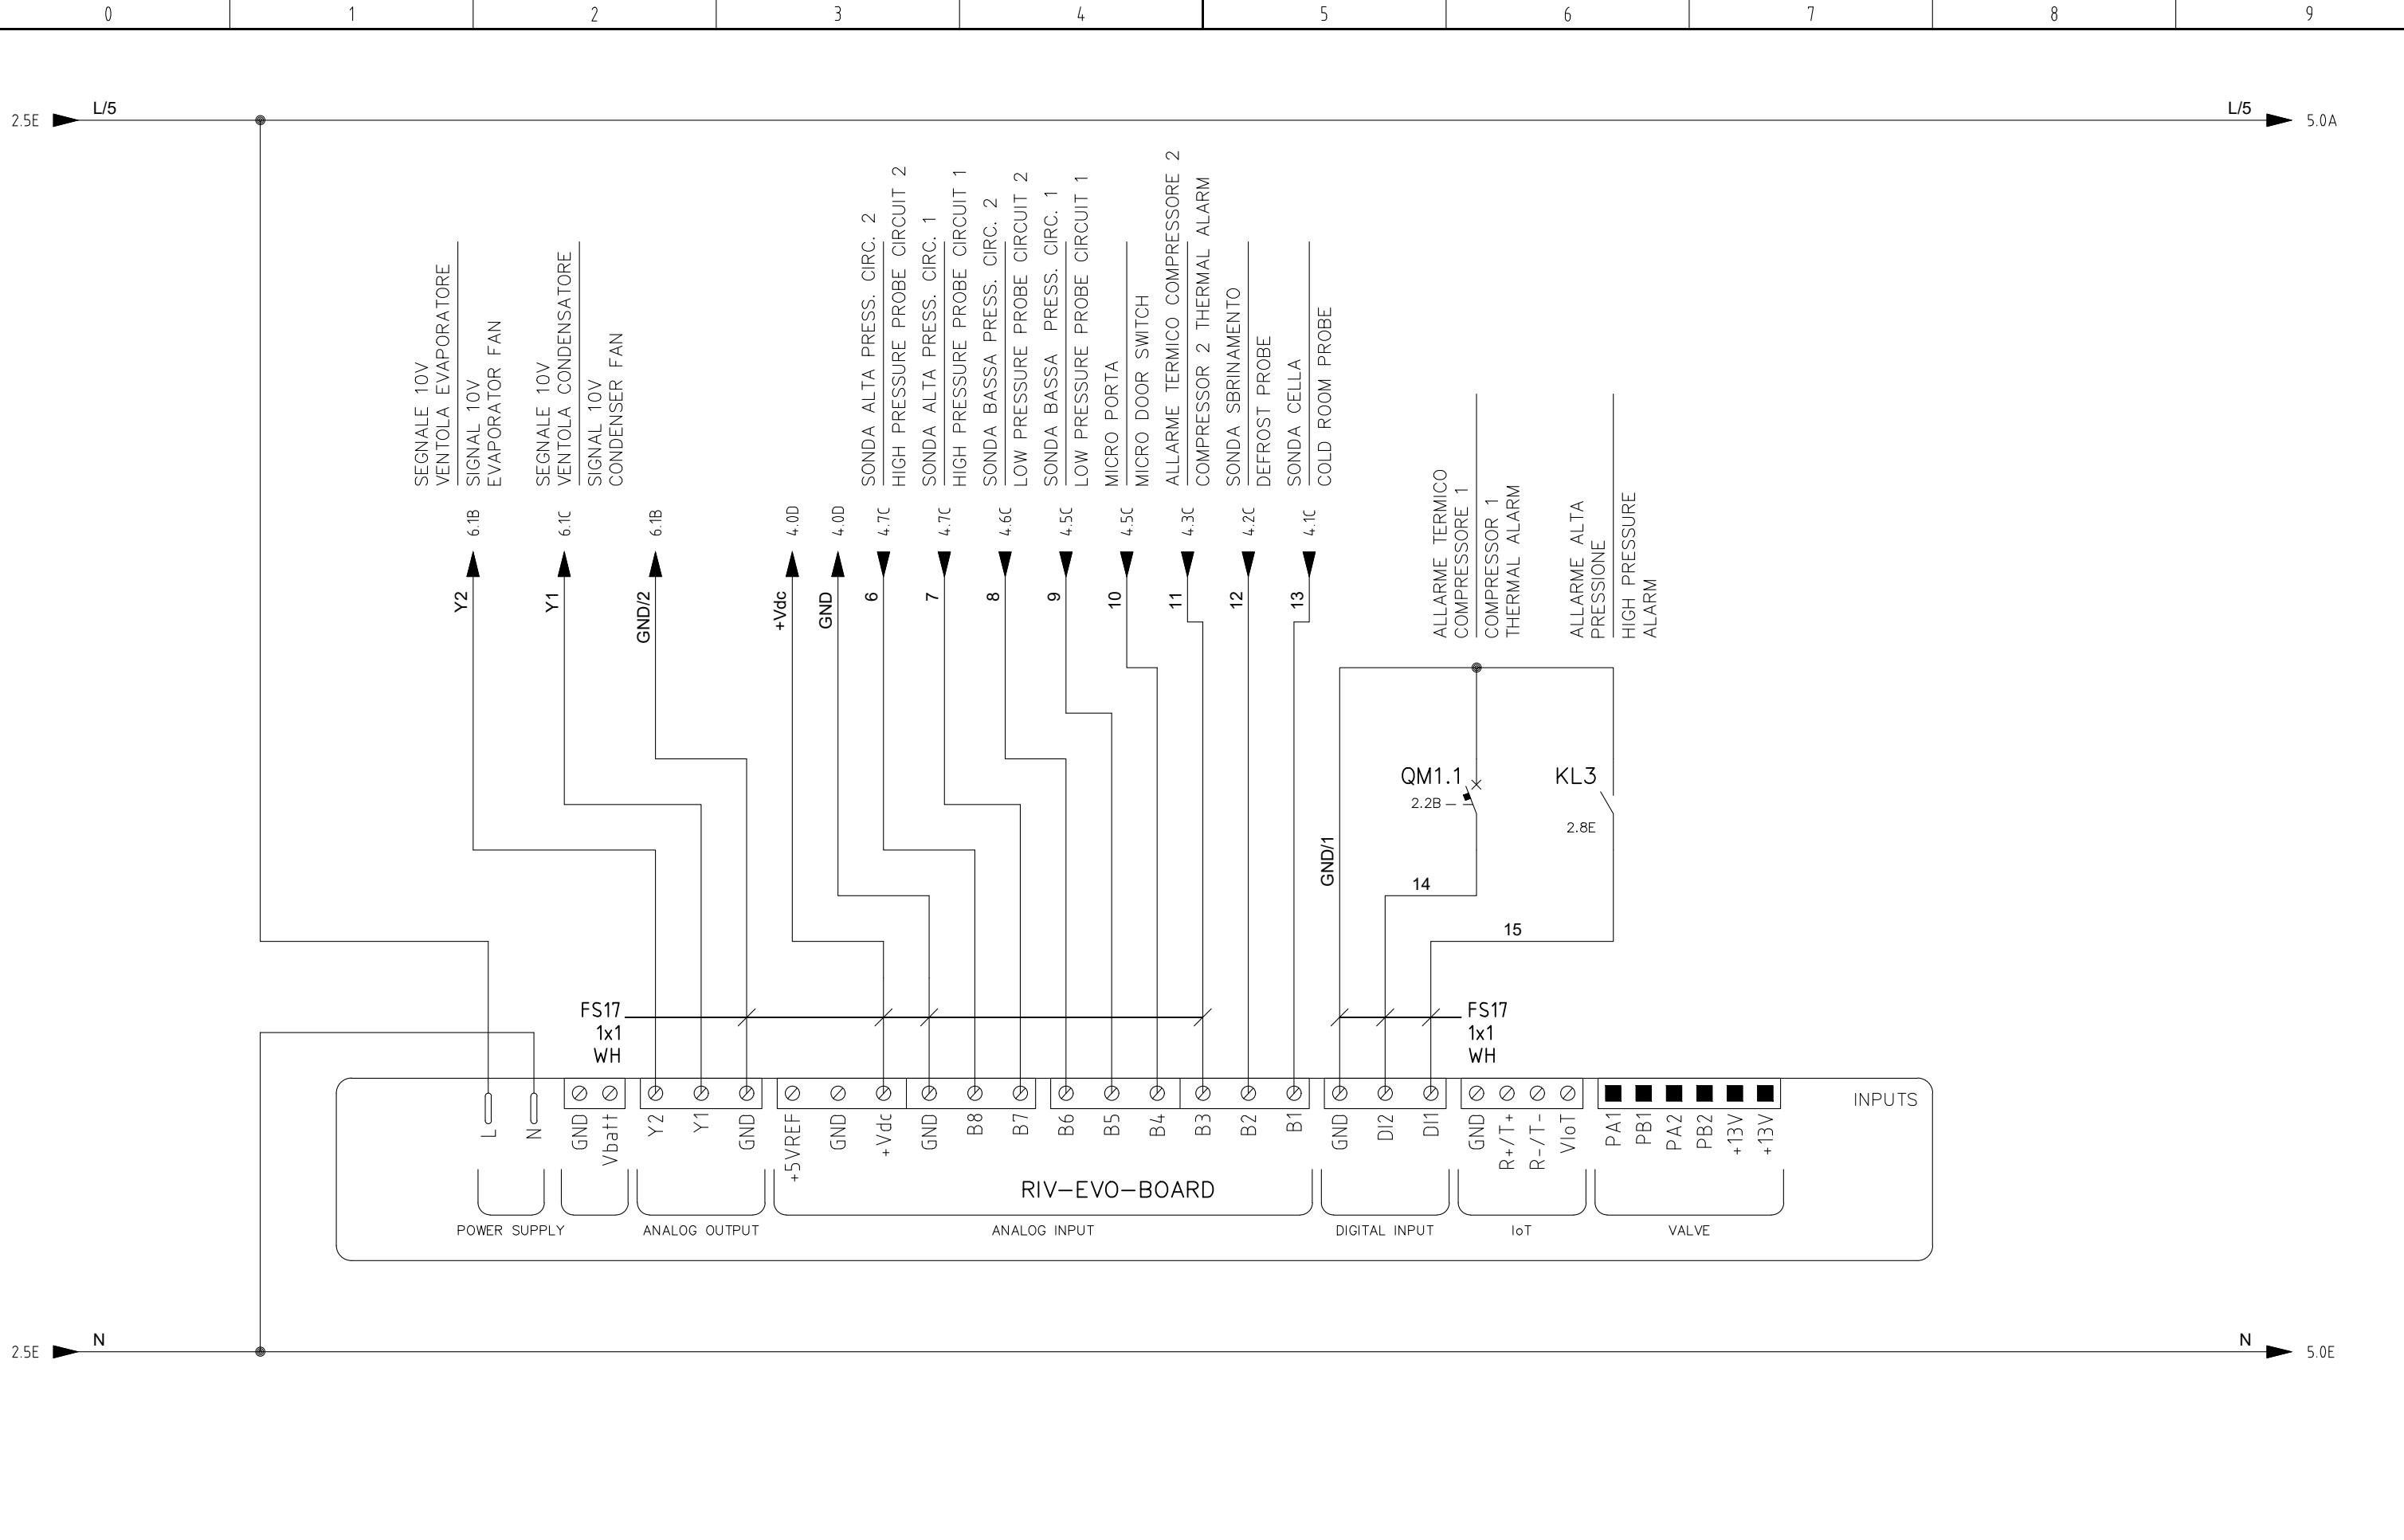 0 1 2 3 4 5 6 7 8 9
L/5 L/5
2.5E 5.0A
SEGNALE 10V
VENTOLA EVAPORATORE
SIGNAL 10V
EVAPORATOR FAN
SEGNALE 10V
VENTOLA CONDENSATORE
SIGNAL 10V
CONDENSER FAN
SONDA ALTA PRESS. CIRC. 2
HIGH PRESSURE PROBE CIRCUIT 2
SONDA ALTA PRESS. CIRC. 1
HIGH PRESSURE PROBE CIRCUIT 1
SONDA BASSA PRESS. CIRC. 2
LOW PRESSURE PROBE CIRCUIT 2
SONDA BASSA PRESS. CIRC. 1
LOW PRESSURE PROBE CIRCUIT 1
MICRO PORTA
MICRO DOOR SWITCH
ALLARME TERMICO COMPRESSORE 2
COMPRESSOR 2 THERMAL ALARM
SONDA SBRINAMENTO
DEFROST PROBE
SONDA CELLA
COLD ROOM PROBE
ALLARME TERMICO
COMPRESSORE 1
COMPRESSOR 1
THERMAL ALARM
ALLARME ALTA
PRESSIONE
HIGH PRESSURE
ALARM
6.1B 6.1C 6.1B 4.0D 4.0D 4.7C 4.7C 4.6C 4.5C 4.5C 4.3C 4.2C 4.1C
Y2 Y1 GND/2 +Vdc GND 6 7 8 9 10 11 12 13
QM1.1 KL3
2.2B
2.8E
GND/1
14
15
FS17
1x1
WH
FS17
1x1
WH
INPUTS
L N GND Vbatt Y2 Y1 GND +5VREF GND +Vdc GND B8 B7 B6 B5 B4 B3 B2 B1 GND DI2 DI1 GND R+/T+ R-/T- VIoT PA1 PB1 PA2 PB2 +13V +13V
RIV-EVO-BOARD
POWER SUPPLY ANALOG OUTPUT ANALOG INPUT DIGITAL INPUT IoT VALVE
N N
2.5E 5.0E